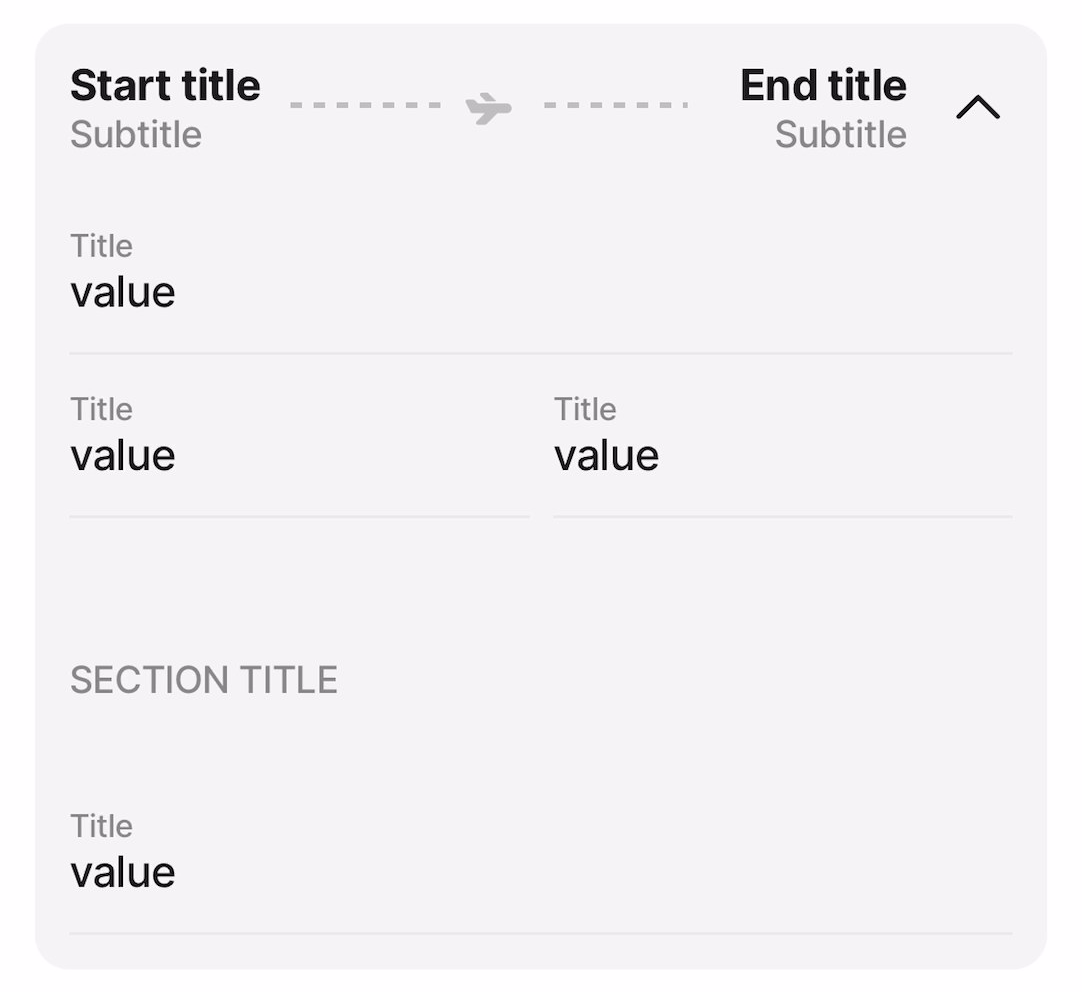 Start title
End title
Subtitle
Subtitle
Title
value
Title
Title
value
value
SECTION TITLE
Title
value